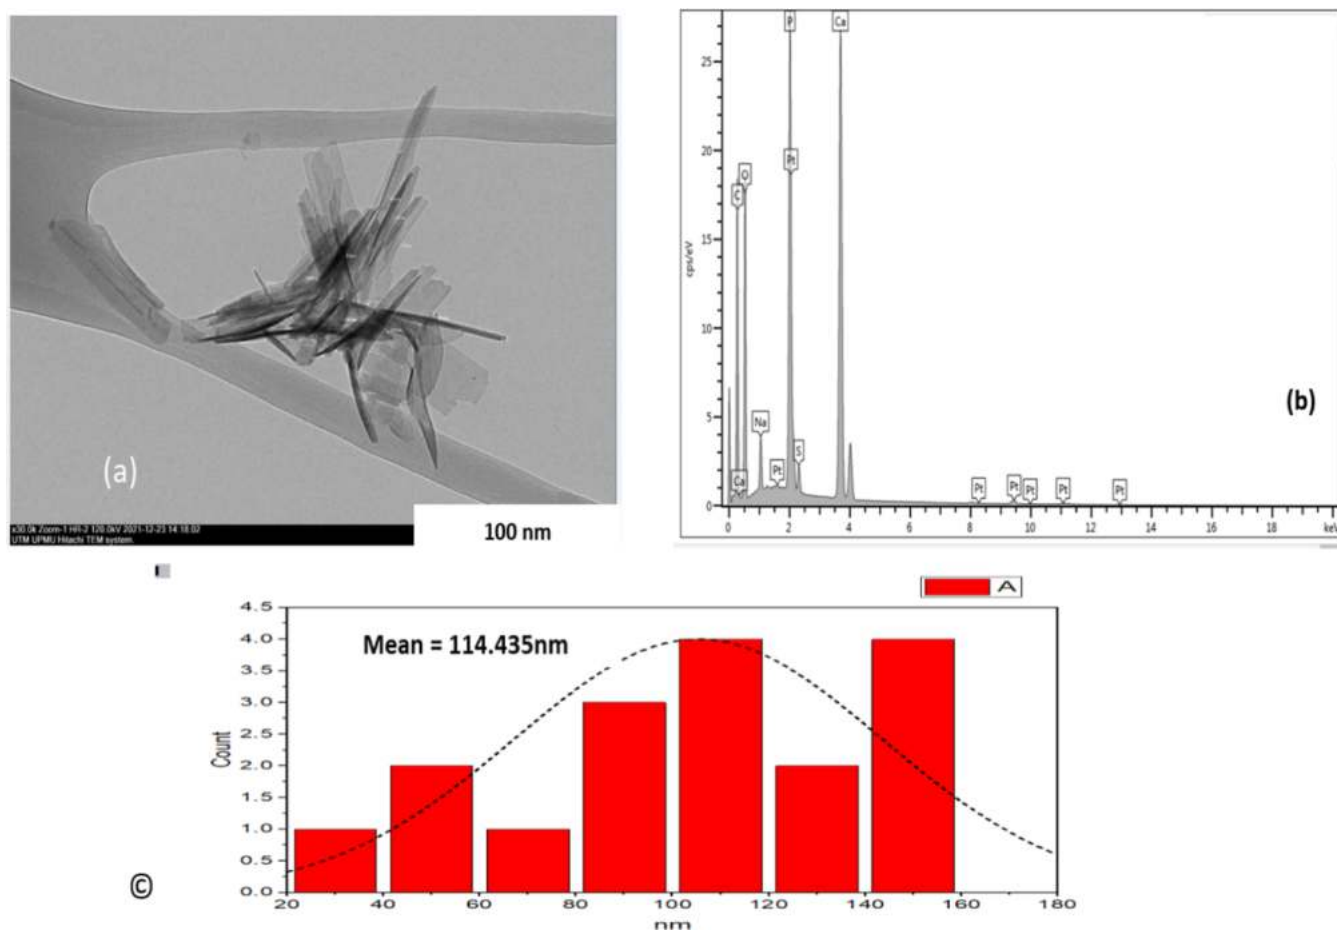 (a)
x30.0k Zoom-1 HR-2 120.0kV 2021-12-23 14:18:02
UTM UPMU Hitachi TEM system.
100 nm
P
Ca
Pt
O
C
Na
S
Ca
Pt
Pt
Pt
Pt
Pt
Pt
cps/eV
25
20
15
10
5
0
0 2 4 6 8 10 12 14 16 18 keV
(b)
A
Mean = 114.435nm
Count
4.5
4.0
3.5
3.0
2.5
2.0
1.5
1.0
0.5
0.0
20 40 60 80 100 120 140 160 180
nm
©